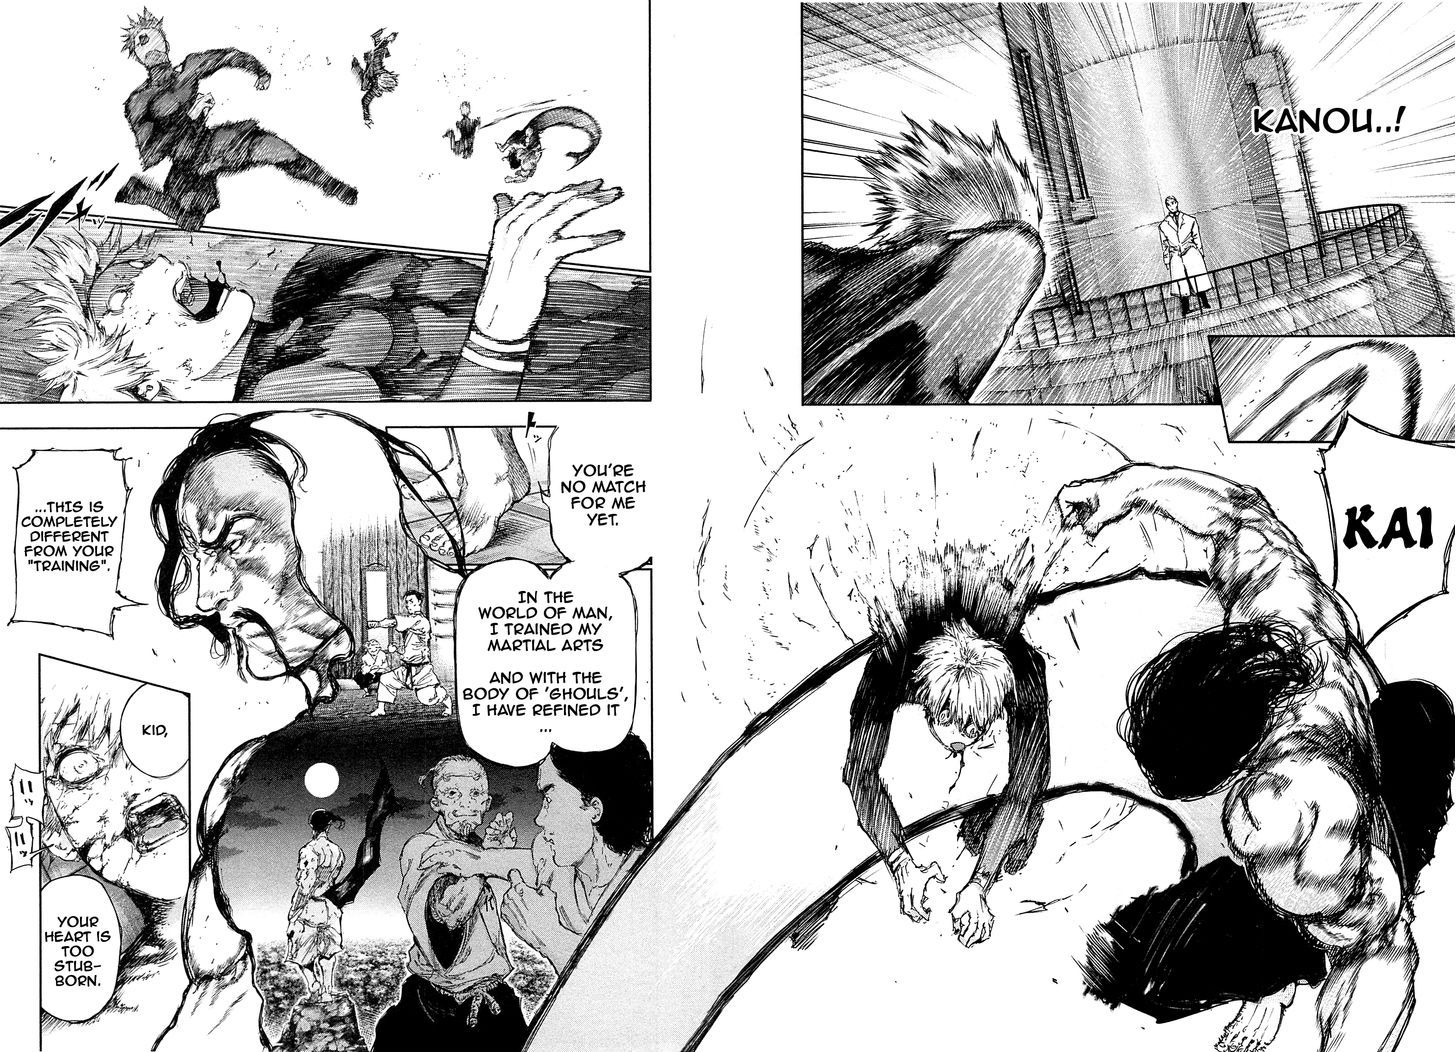 KANOU..!
KAI
YOU'RE
NO MATCH
FOR ME
YET.
IN THE
WORLD OF MAN,
I TRAINED MY
MARTIAL ARTS
AND WITH THE
BODY OF 'GHOULS',
I HAVE REFINED IT
...
...THIS IS
COMPLETELY
DIFFERENT
FROM YOUR
"TRAINING".
KID,
YOUR
HEART IS
TOO
STUB-
BORN.